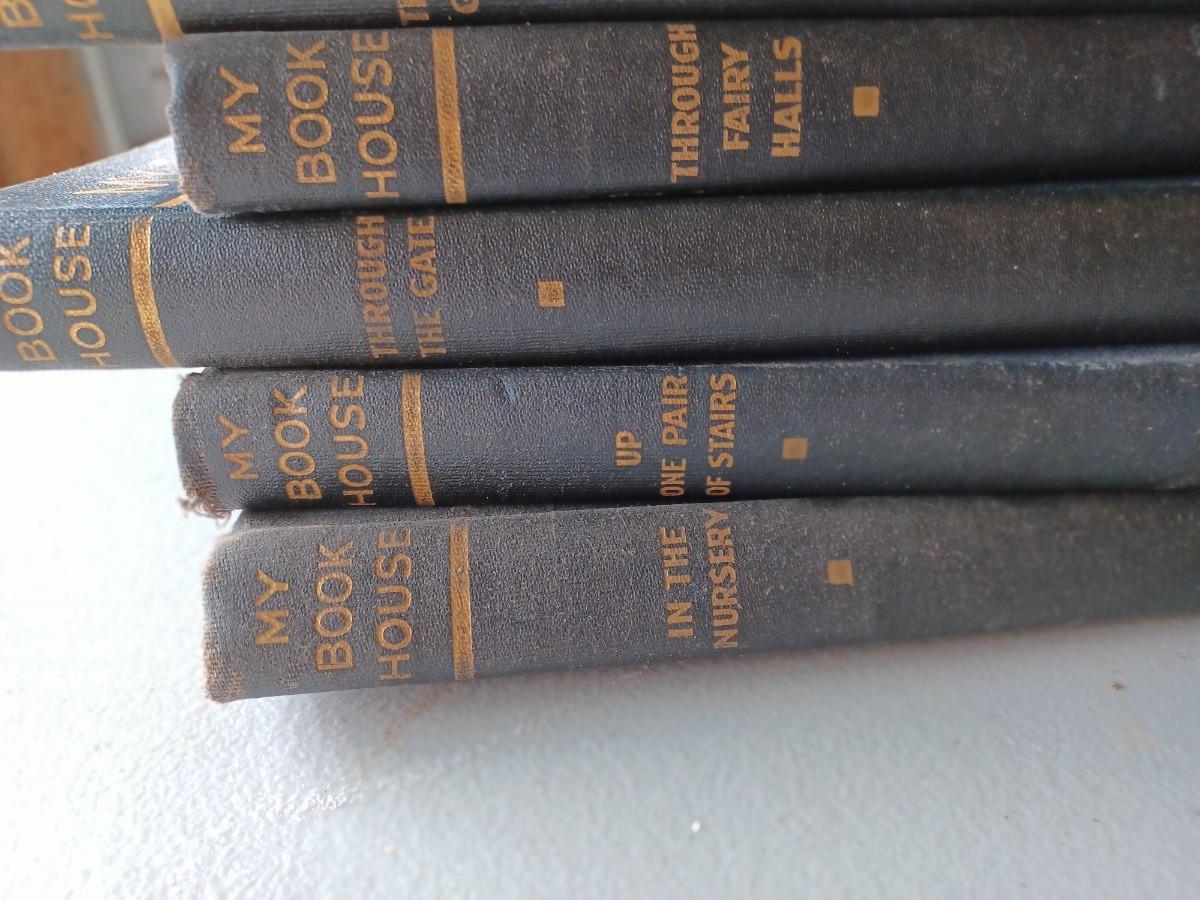 MY
BOOK
HOUSE
THROUGH
FAIRY
HALLS
BOOK
HOUSE
THROUGH
THE GATE
MY
BOOK
HOUSE
UP
ONE PAIR
OF STAIRS
MY
BOOK
HOUSE
IN THE
NURSERY